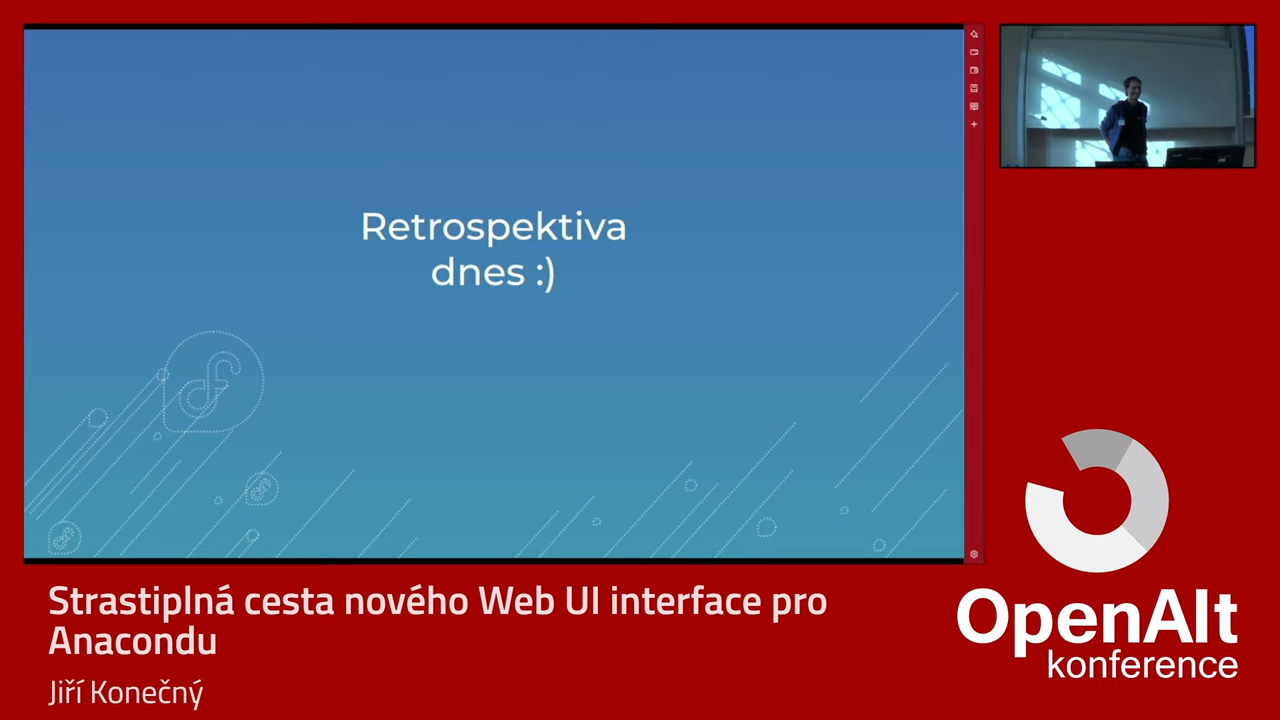 Retrospektiva
dnes :)
Strastiplná cesta nového Web UI interface pro
Anacondu
Jiří Konečný
OpenAlt
konference